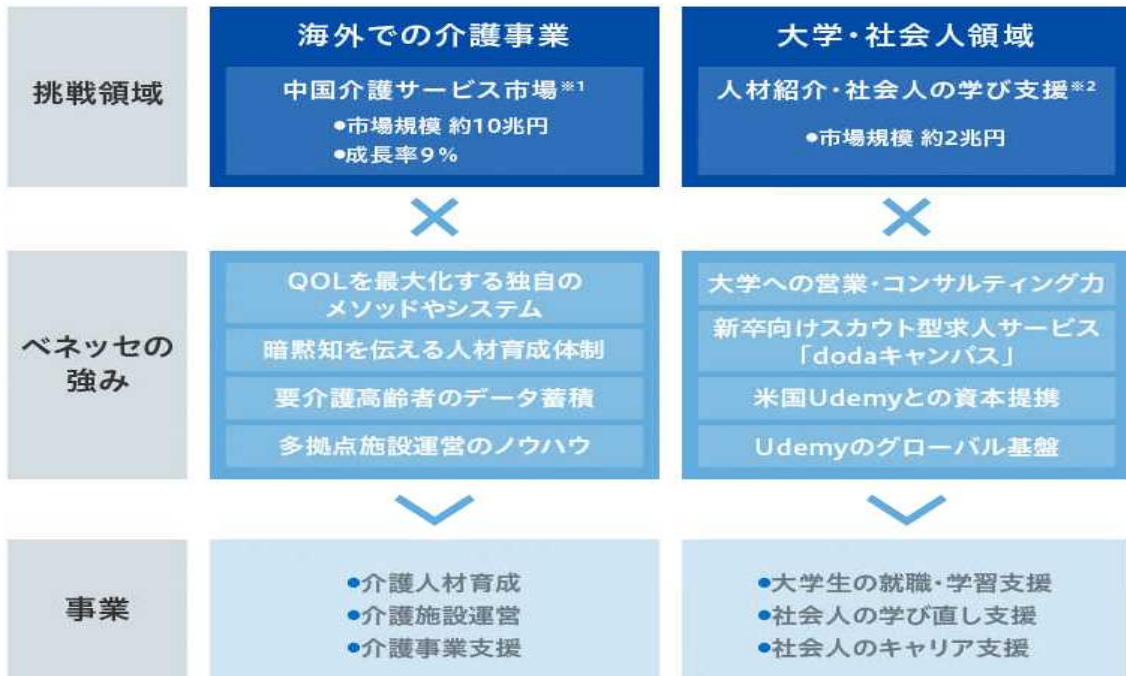 挑戦領域
海外での介護事業
中国介護サービス市場※1
•市場規模 約10兆円
•成長率9%
大学・社会人領域
人材紹介・社会人の学び支援※2
•市場規模 約2兆円
×
×
ベネッセの
強み
QOLを最大化する独自の
メソッドやシステム
暗黙知を伝える人材育成体制
要介護高齢者のデータ蓄積
多拠点施設運営のノウハウ
大学への営業・コンサルティング力
新卒向けスカウト型求人サービス
「dodaキャンパス」
米国Udemyとの資本提携
Udemyのグローバル基盤
事業
•介護人材育成
•介護施設運営
•介護事業支援
•大学生の就職・学習支援
•社会人の学び直し支援
•社会人のキャリア支援